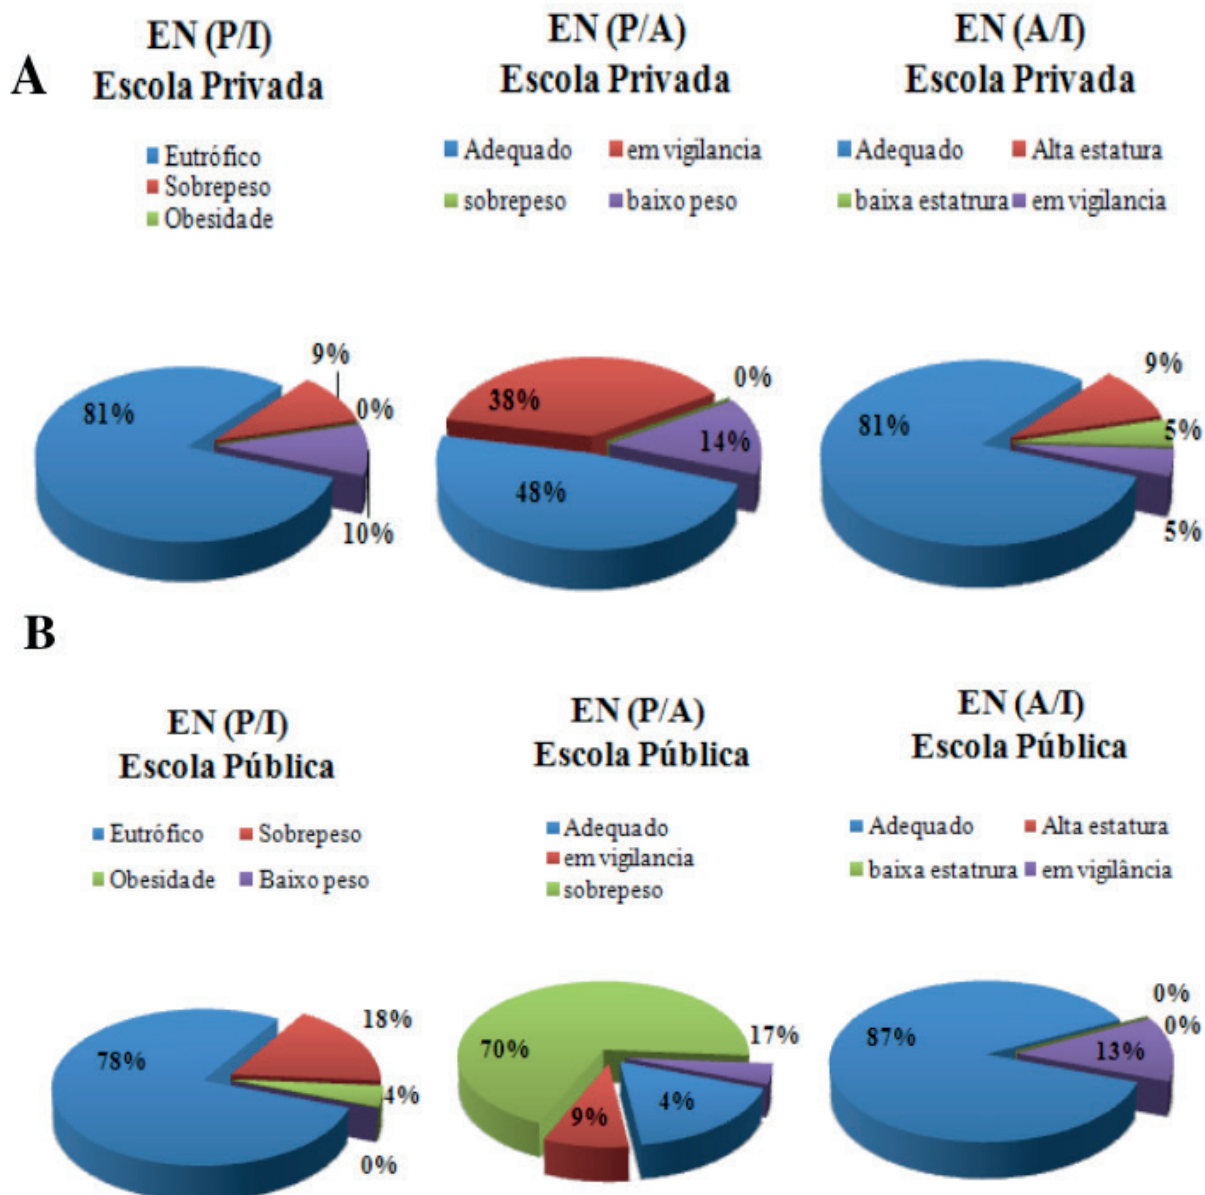 A
EN (P/I)
Escola Privada
Eutrófico
Sobrepeso
Obesidade
9%
81%
0%
10%
EN (P/A)
Escola Privada
Adequado em vigilancia
sobrepeso baixo peso
0%
38%
14%
48%
EN (A/I)
Escola Privada
Adequado Alta estatura
baixa estatrura em vigilancia
9%
81%
5%
5%
B
EN (P/I)
Escola Pública
Eutrófico Sobrepeso
Obesidade Baixo peso
18%
78%
4%
0%
EN (P/A)
Escola Pública
Adequado
em vigilancia
sobrepeso
17%
70%
4%
9%
EN (A/I)
Escola Pública
Adequado Alta estatura
baixa estatrura em vigilância
0%
0%
87%
13%